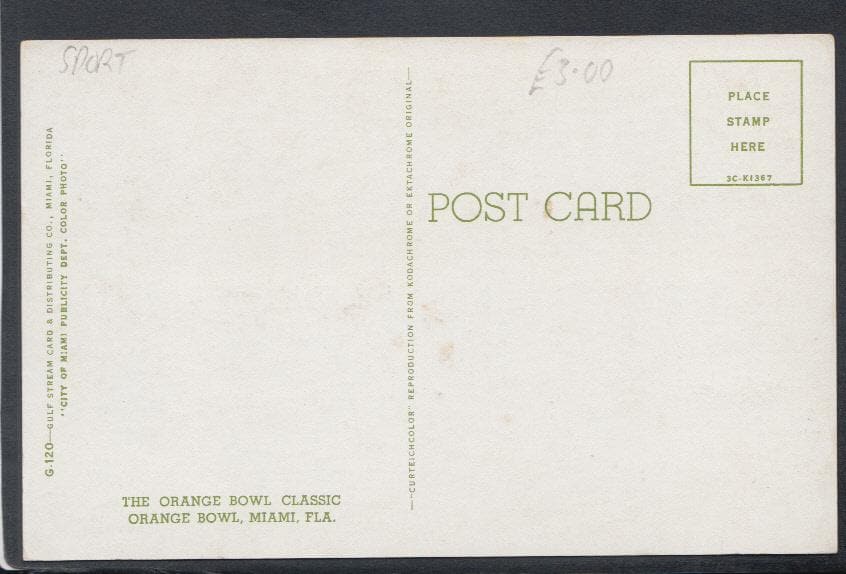 SPORT
£3.00
G-120—GULF STREAM CARD & DISTRIBUTING CO., MIAMI, FLORIDA
"CITY OF MIAMI PUBLICITY DEPT. COLOR PHOTO"
THE ORANGE BOWL CLASSIC
ORANGE BOWL, MIAMI, FLA.
—"CURTEICHCOLOR" REPRODUCTION FROM KODACHROME OR EKTACHROME ORIGINAL—
POST CARD
PLACE
STAMP
HERE
3C-K1367